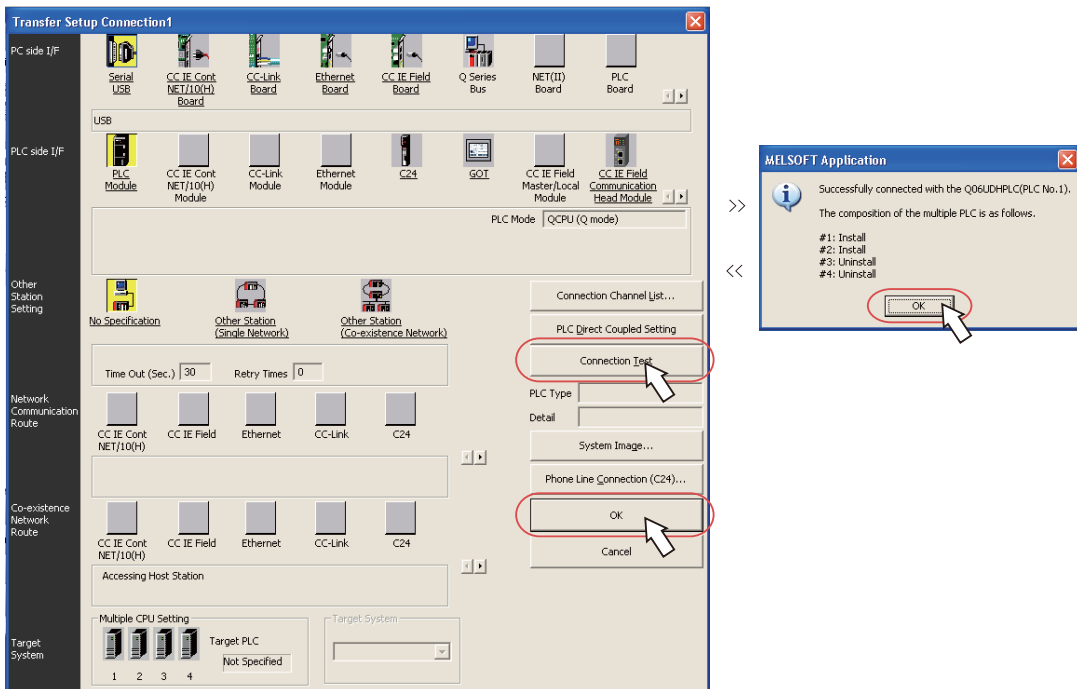 Transfer Setup Connection1
PC side I/F
Serial
USB
CC IE Cont
NET/10(H)
Board
CC-Link
Board
Ethernet
Board
CC IE Field
Board
Q Series
Bus
NET(II)
Board
PLC
Board
USB
PLC side I/F
PLC
Module
CC IE Cont
NET/10(H)
Module
CC-Link
Module
Ethernet
Module
C24
GOT
CC IE Field
Master/Local
Module
CC IE Field
Communication
Head Module
PLC Mode QCPU (Q mode)
Other
Station
Setting
No Specification
Other Station
(Single Network)
Other Station
(Co-existence Network)
Time Out (Sec.) 30 Retry Times 0
Connection Channel List...
PLC Direct Coupled Setting
Connection Test
PLC Type
Detail
System Image...
Phone Line Connection (C24)...
OK
Cancel
Network
Communication
Route
CC IE Cont
NET/10(H)
CC IE Field
Ethernet
CC-Link
C24
Co-existence
Network
Route
CC IE Cont
NET/10(H)
CC IE Field
Ethernet
CC-Link
C24
Accessing Host Station
Target
System
Multiple CPU Setting
1 2 3 4
Target PLC
Not Specified
Target System
>>
<<
MELSOFT Application
Successfully connected with the Q06UDHPLC(PLC No.1).
The composition of the multiple PLC is as follows.
#1: Install
#2: Install
#3: Uninstall
#4: Uninstall
OK